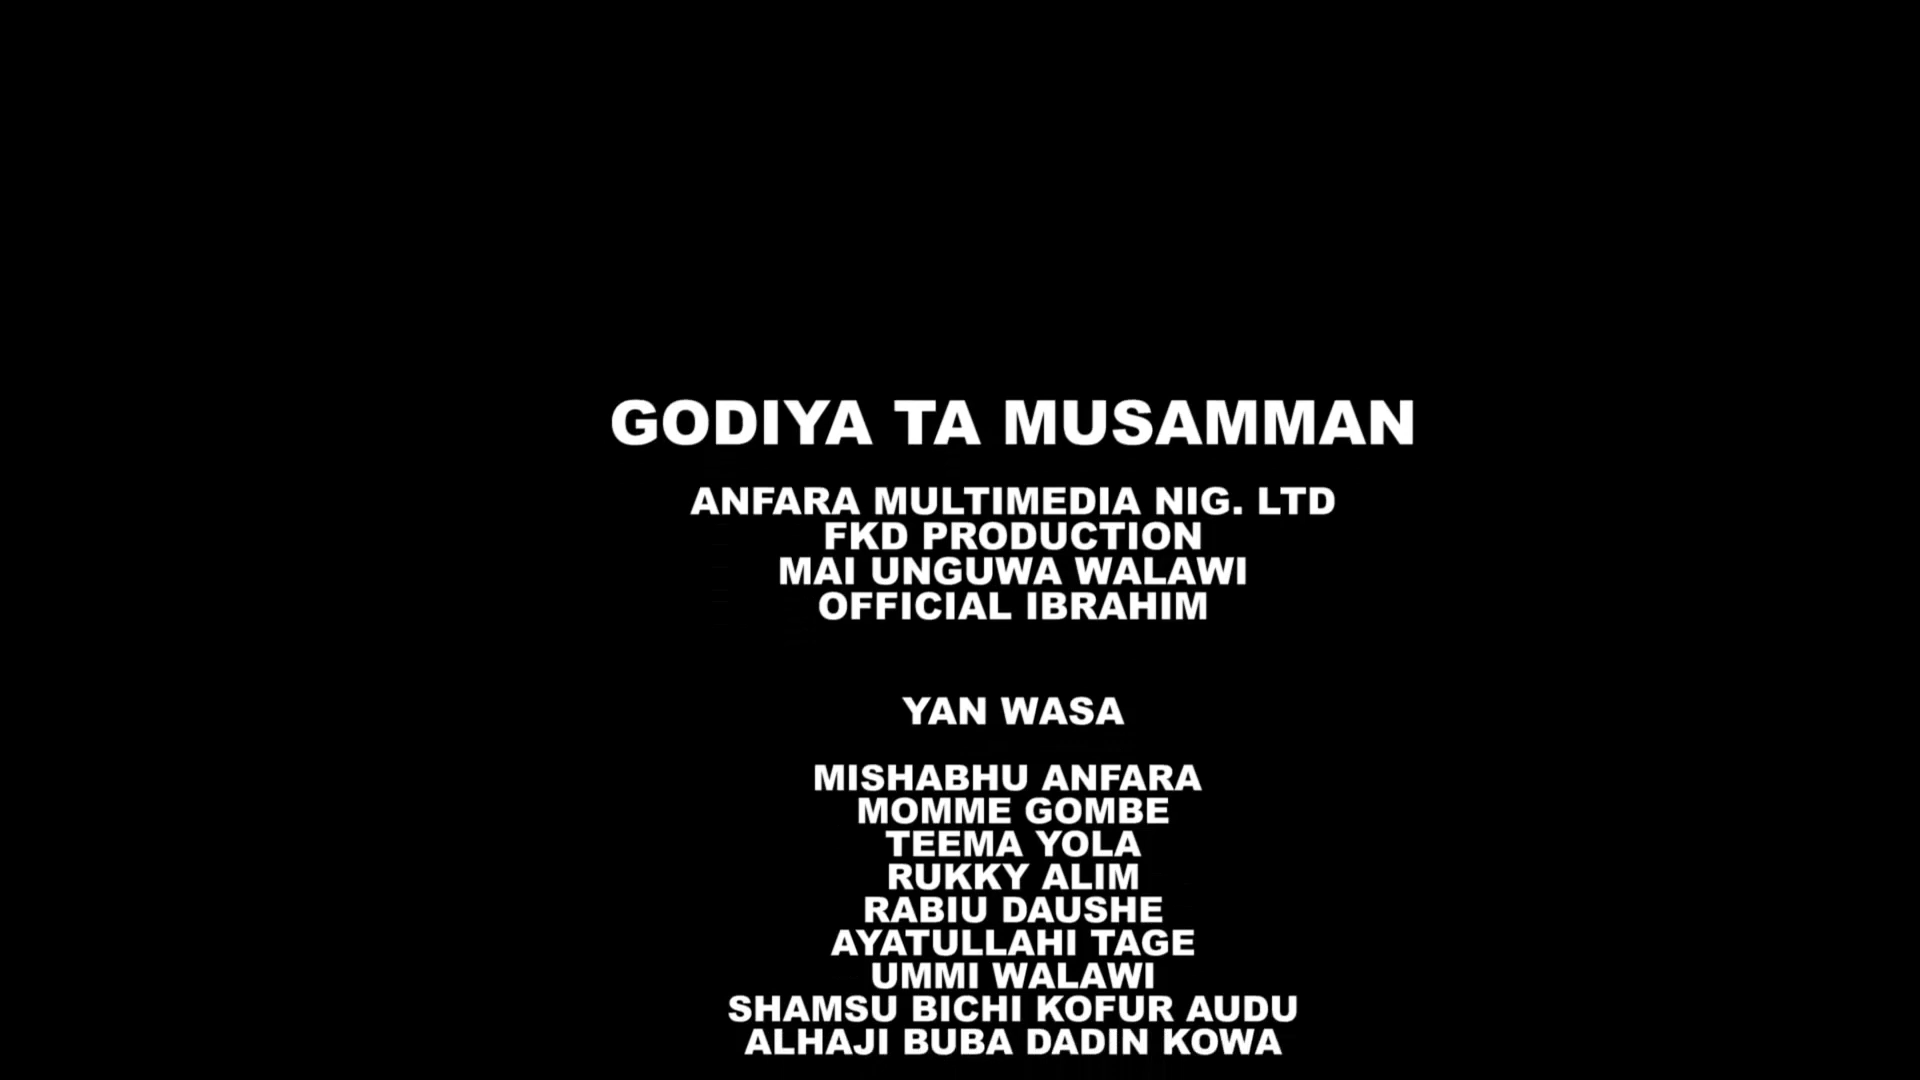 GODIYA TA MUSAMMAN
ANFARA MULTIMEDIA NIG. LTD
FKD PRODUCTION
MAI UNGUWA WALAWI
OFFICIAL IBRAHIM
YAN WASA
MISHABHU ANFARA
MOMME GOMBE
TEEMA YOLA
RUKKY ALIM
RABIU DAUSHE
AYATULLAHI TAGE
UMMI WALAWI
SHAMSU BICHI KOFUR AUDU
ALHAJI BUBA DADIN KOWA